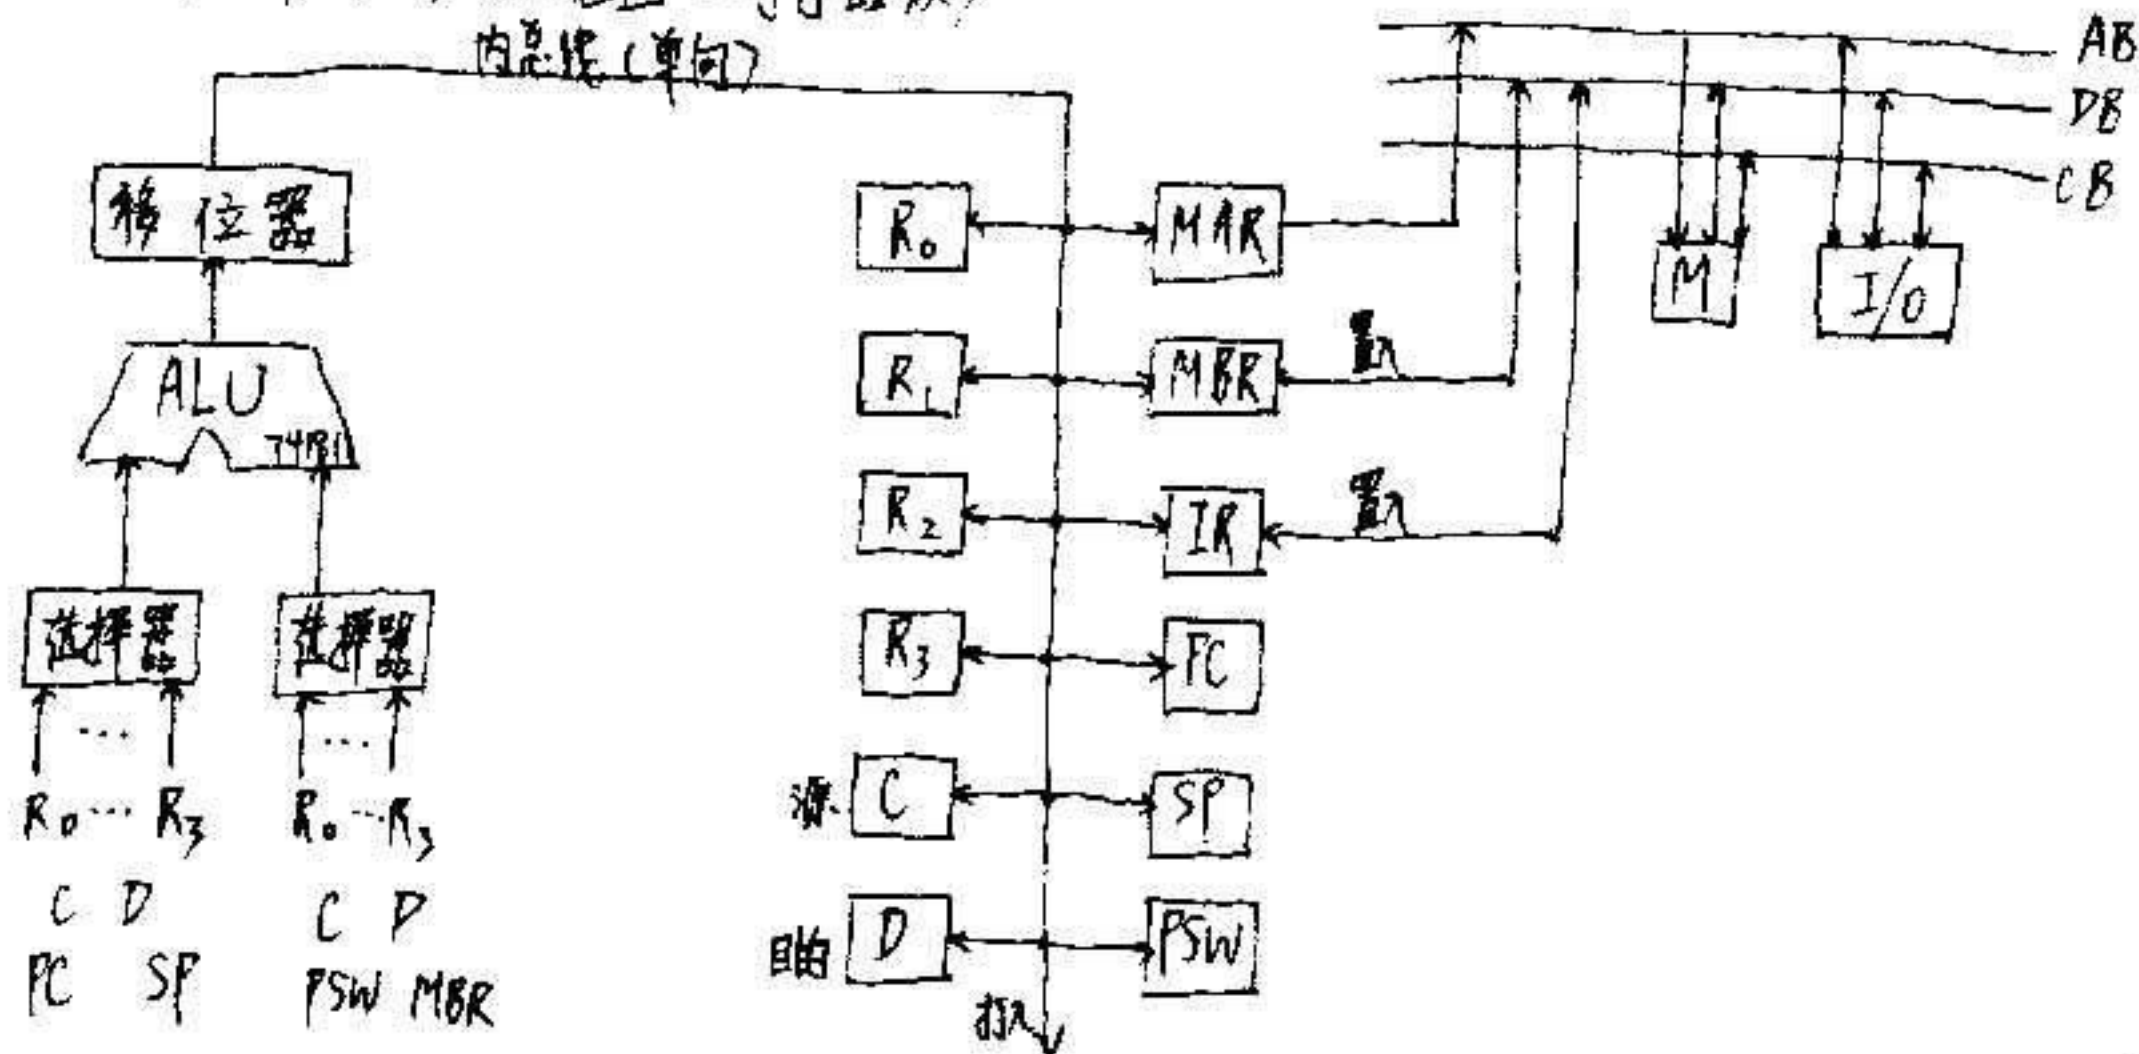 内总线(单向)
AB
DB
CB
移位器
R₀
MAR
M
I/O
ALU
74181
R₁
MBR
置入
R₂
IR
置入
选择器
选择器
R₃
PC
...
...
R₀...R₃
R₀...R₃
源
C
SP
C D
C D
目的
D
PSW
PC SP
PSW MBR
打入